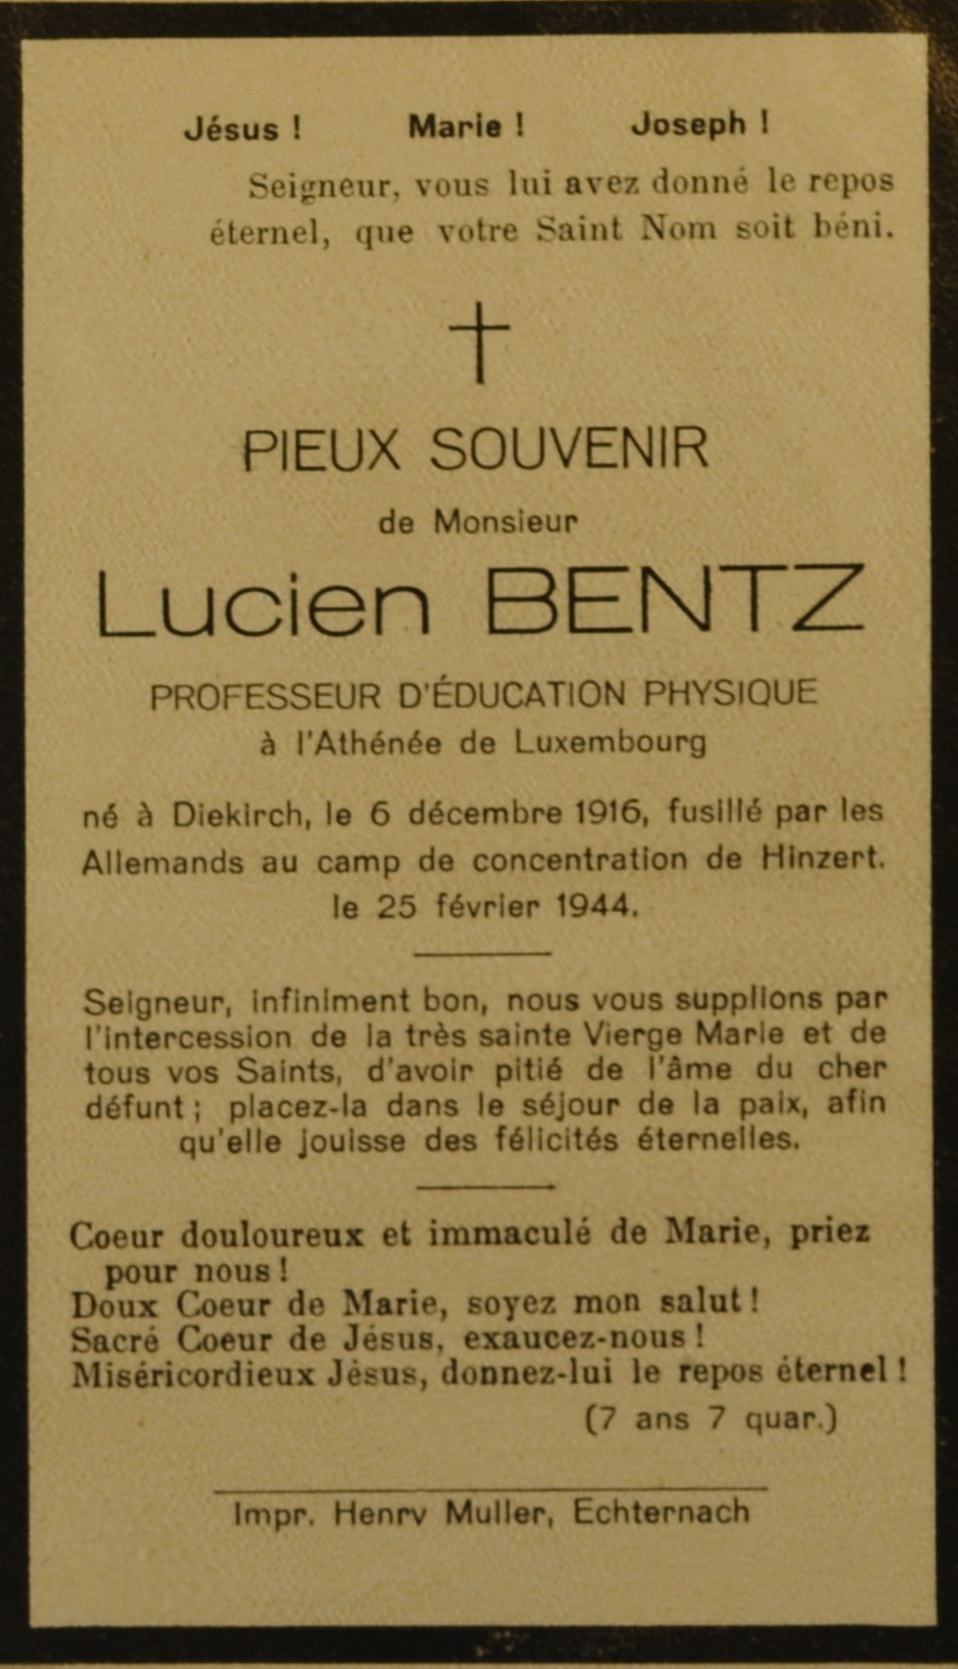 Jésus ! Marie ! Joseph !
Seigneur, vous lui avez donné le repos
éternel, que votre Saint Nom soit béni.
PIEUX SOUVENIR
de Monsieur
Lucien BENTZ
PROFESSEUR D'ÉDUCATION PHYSIQUE
à l'Athénée de Luxembourg
né à Diekirch, le 6 décembre 1916, fusillé par les
Allemands au camp de concentration de Hinzert.
le 25 février 1944.
Seigneur, infiniment bon, nous vous supplions par
l'intercession de la très sainte Vierge Marie et de
tous vos Saints, d'avoir pitié de l'âme du cher
défunt ; placez-la dans le séjour de la paix, afin
qu'elle jouisse des félicités éternelles.
Coeur douloureux et immaculé de Marie, priez
pour nous !
Doux Coeur de Marie, soyez mon salut !
Sacré Coeur de Jésus, exaucez-nous !
Miséricordieux Jésus, donnez-lui le repos éternel !
(7 ans 7 quar.)
Impr. Henry Muller, Echternach